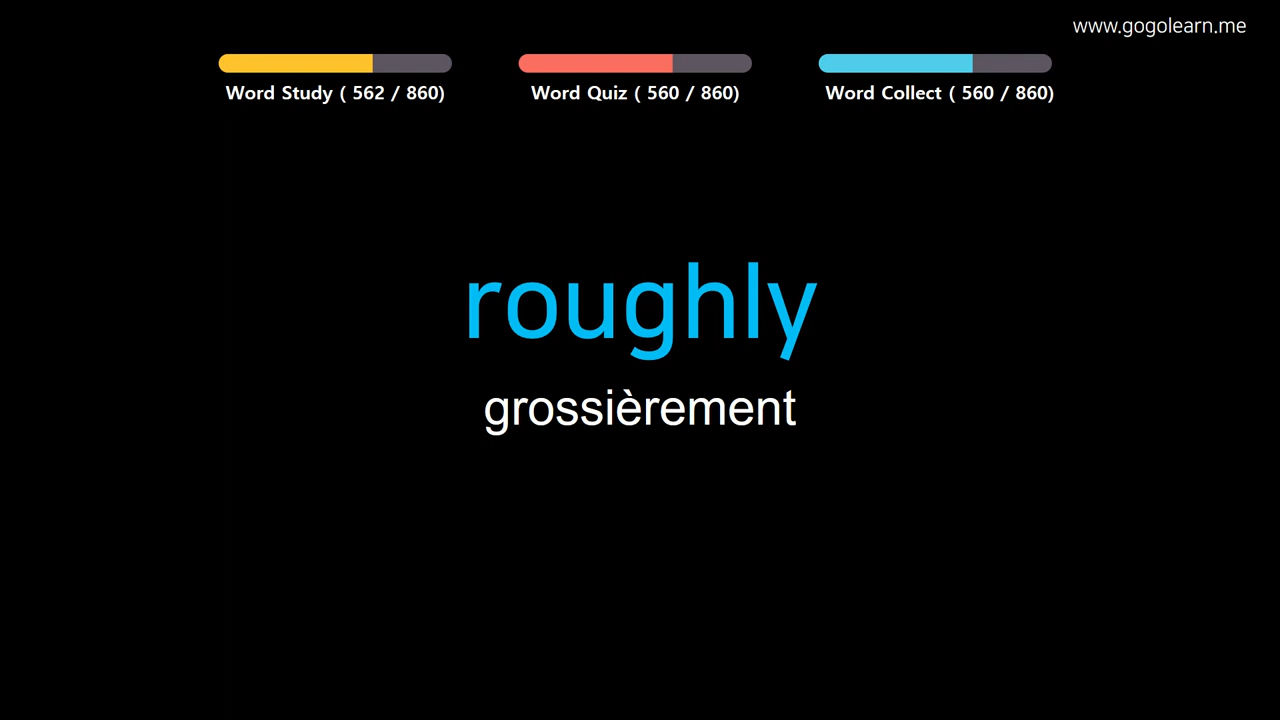 www.gogolearn.me
Word Study ( 562 / 860)
Word Quiz ( 560 / 860)
Word Collect ( 560 / 860)
roughly
grossièrement